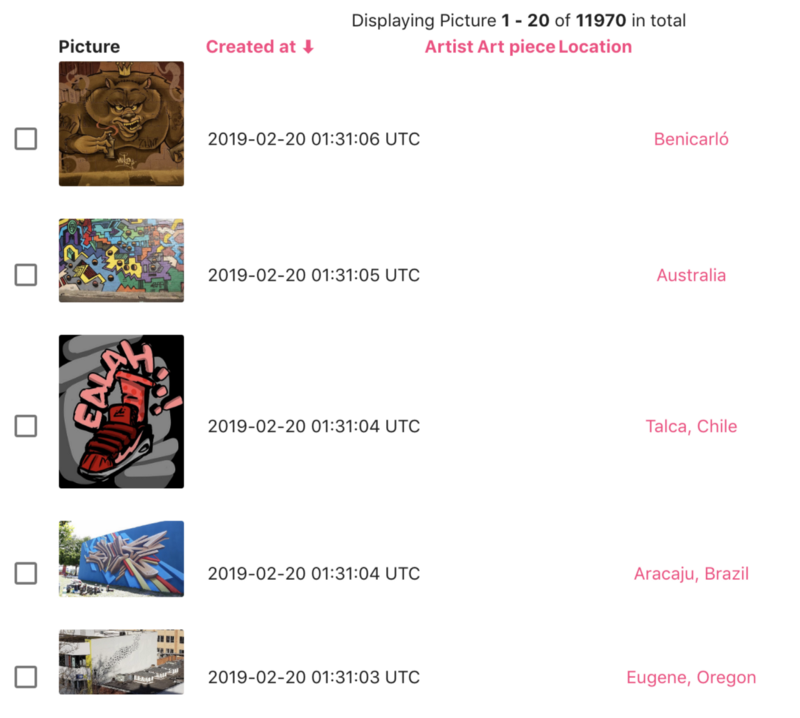 Displaying Picture 1 - 20 of 11970 in total
Picture Created at ⬇ Artist Art piece Location
2019-02-20 01:31:06 UTC Benicarló
2019-02-20 01:31:05 UTC Australia
EALAH!!
2019-02-20 01:31:04 UTC Talca, Chile
2019-02-20 01:31:04 UTC Aracaju, Brazil
2019-02-20 01:31:03 UTC Eugene, Oregon